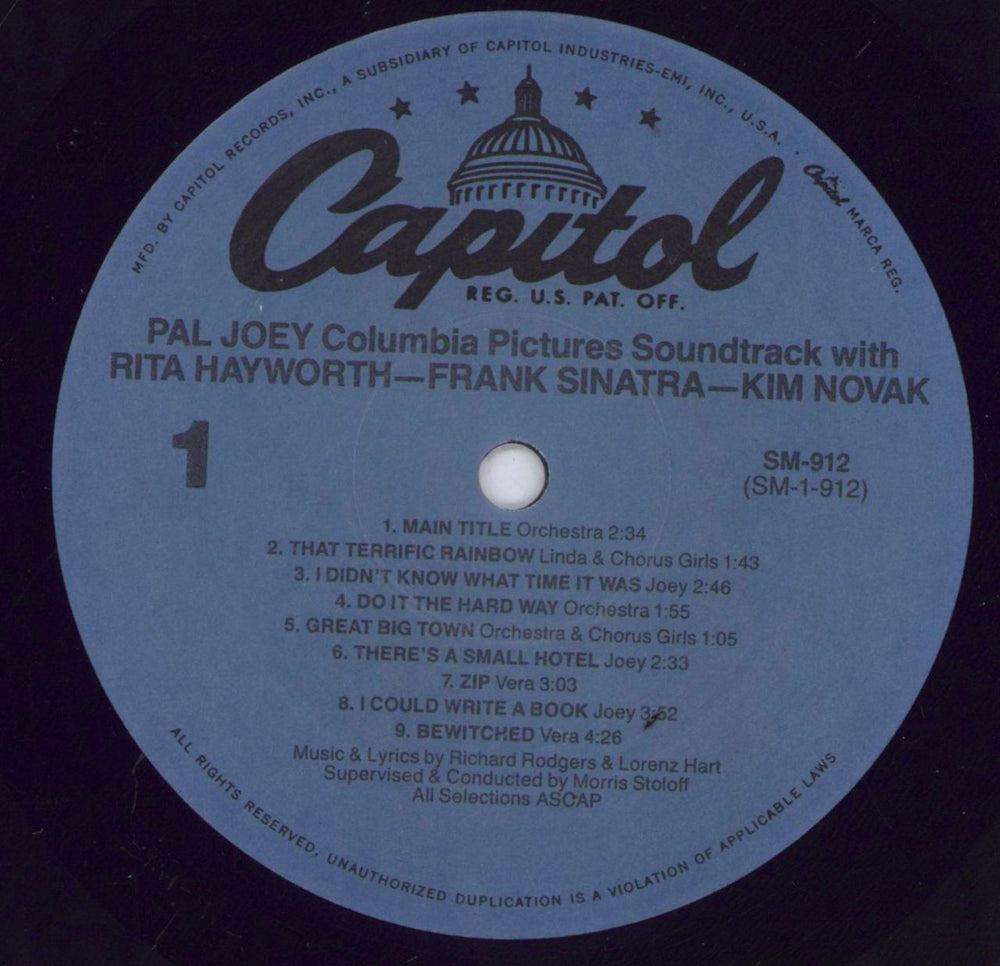 MFD. BY CAPITOL RECORDS, INC., A SUBSIDIARY OF CAPITOL INDUSTRIES-EMI, INC., U.S.A. · Capitol MARCA REG.
Capitol
REG. U.S. PAT. OFF.
PAL JOEY Columbia Pictures Soundtrack with
RITA HAYWORTH—FRANK SINATRA—KIM NOVAK
1
SM-912
(SM-1-912)
1. MAIN TITLE Orchestra 2:34
2. THAT TERRIFIC RAINBOW Linda & Chorus Girls 1:43
3. I DIDN'T KNOW WHAT TIME IT WAS Joey 2:46
4. DO IT THE HARD WAY Orchestra 1:55
5. GREAT BIG TOWN Orchestra & Chorus Girls 1:05
6. THERE'S A SMALL HOTEL Joey 2:33
7. ZIP Vera 3:03
8. I COULD WRITE A BOOK Joey 3:52
9. BEWITCHED Vera 4:26
Music & Lyrics by Richard Rodgers & Lorenz Hart
Supervised & Conducted by Morris Stoloff
All Selections ASCAP
ALL RIGHTS RESERVED. UNAUTHORIZED DUPLICATION IS A VIOLATION OF APPLICABLE LAWS